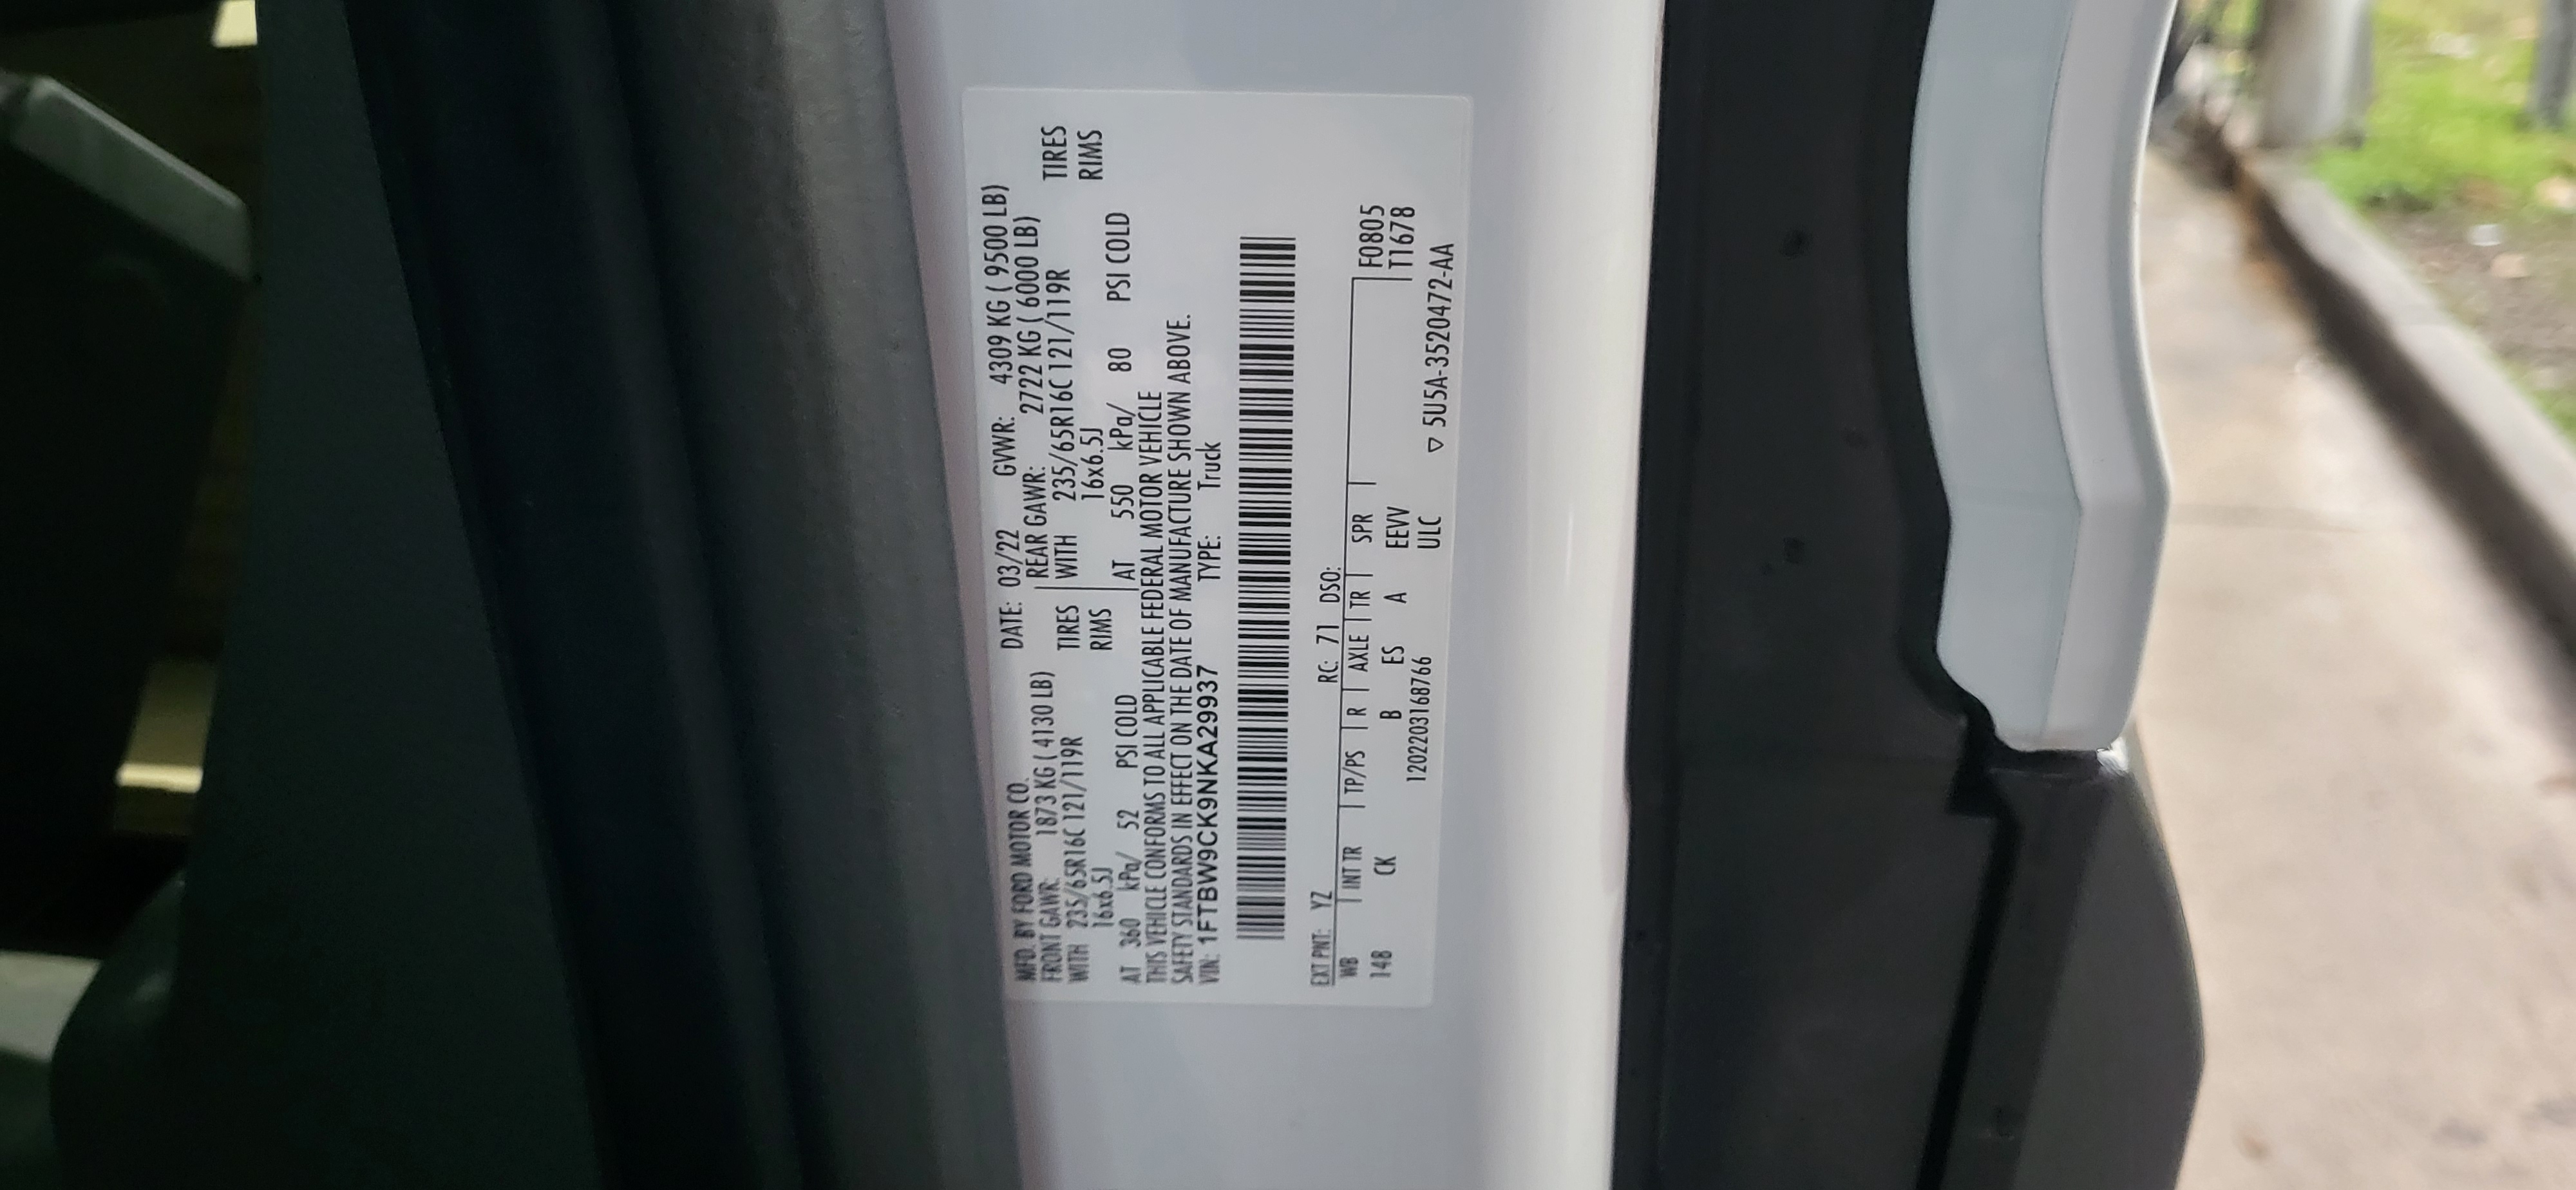 MFD. BY FORD MOTOR CO. DATE: 03/22 GVWR: 4309 KG ( 9500 LB)
FRONT GAWR: 1873 KG ( 4130 LB) REAR GAWR: 2722 KG ( 6000 LB)
WITH 235/65R16C 121/119R TIRES WITH 235/65R16C 121/119R TIRES
16x6.5J RIMS 16x6.5J RIMS
AT 360 kPa/ 52 PSI COLD AT 550 kPa/ 80 PSI COLD
THIS VEHICLE CONFORMS TO ALL APPLICABLE FEDERAL MOTOR VEHICLE
SAFETY STANDARDS IN EFFECT ON THE DATE OF MANUFACTURE SHOWN ABOVE.
VIN: 1FTBW9CK9NKA29937 TYPE: Truck
EXT PNT: YZ RC: 71 DSO:
WB INT TR TP/PS R AXLE TR SPR F0805
148 CK B ES A EEVV T1678
1202203168766 ULC ▽ 5U5A-3520472-AA